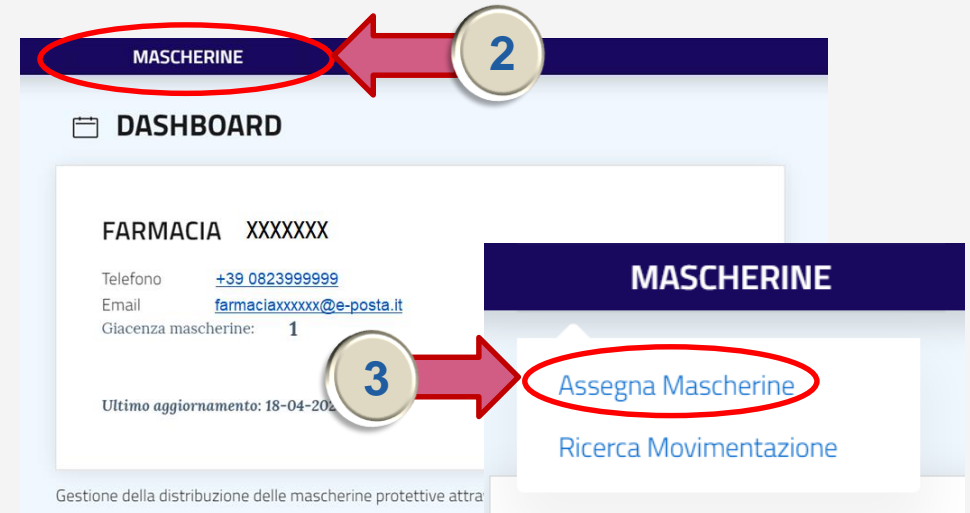 MASCHERINE
2
DASHBOARD
FARMACIA XXXXXXX
Telefono +39 0823999999
Email farmaciaxxxxxx@e-posta.it
Giacenza mascherine: 1
Ultimo aggiornamento: 18-04-202
Gestione della distribuzione delle mascherine protettive attra
MASCHERINE
3
Assegna Mascherine
Ricerca Movimentazione